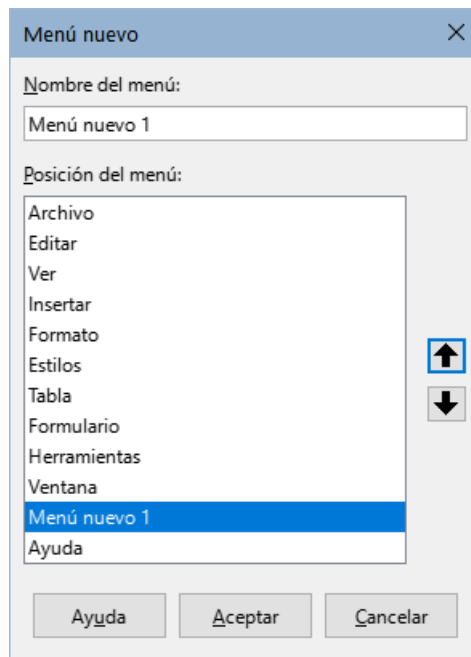 Menú nuevo
Nombre del menú:
Menú nuevo 1
Posición del menú:
Archivo
Editar
Ver
Insertar
Formato
Estilos
Tabla
Formulario
Herramientas
Ventana
Menú nuevo 1
Ayuda
Ayuda Aceptar Cancelar